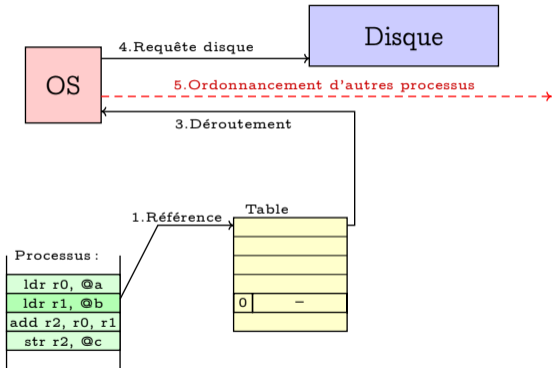 Disque
4.Requête disque
OS
5.Ordonnancement d'autres processus
3.Déroutement
Table
1.Référence
Processus :
ldr r0, @a
ldr r1, @b
0 –
add r2, r0, r1
str r2, @c